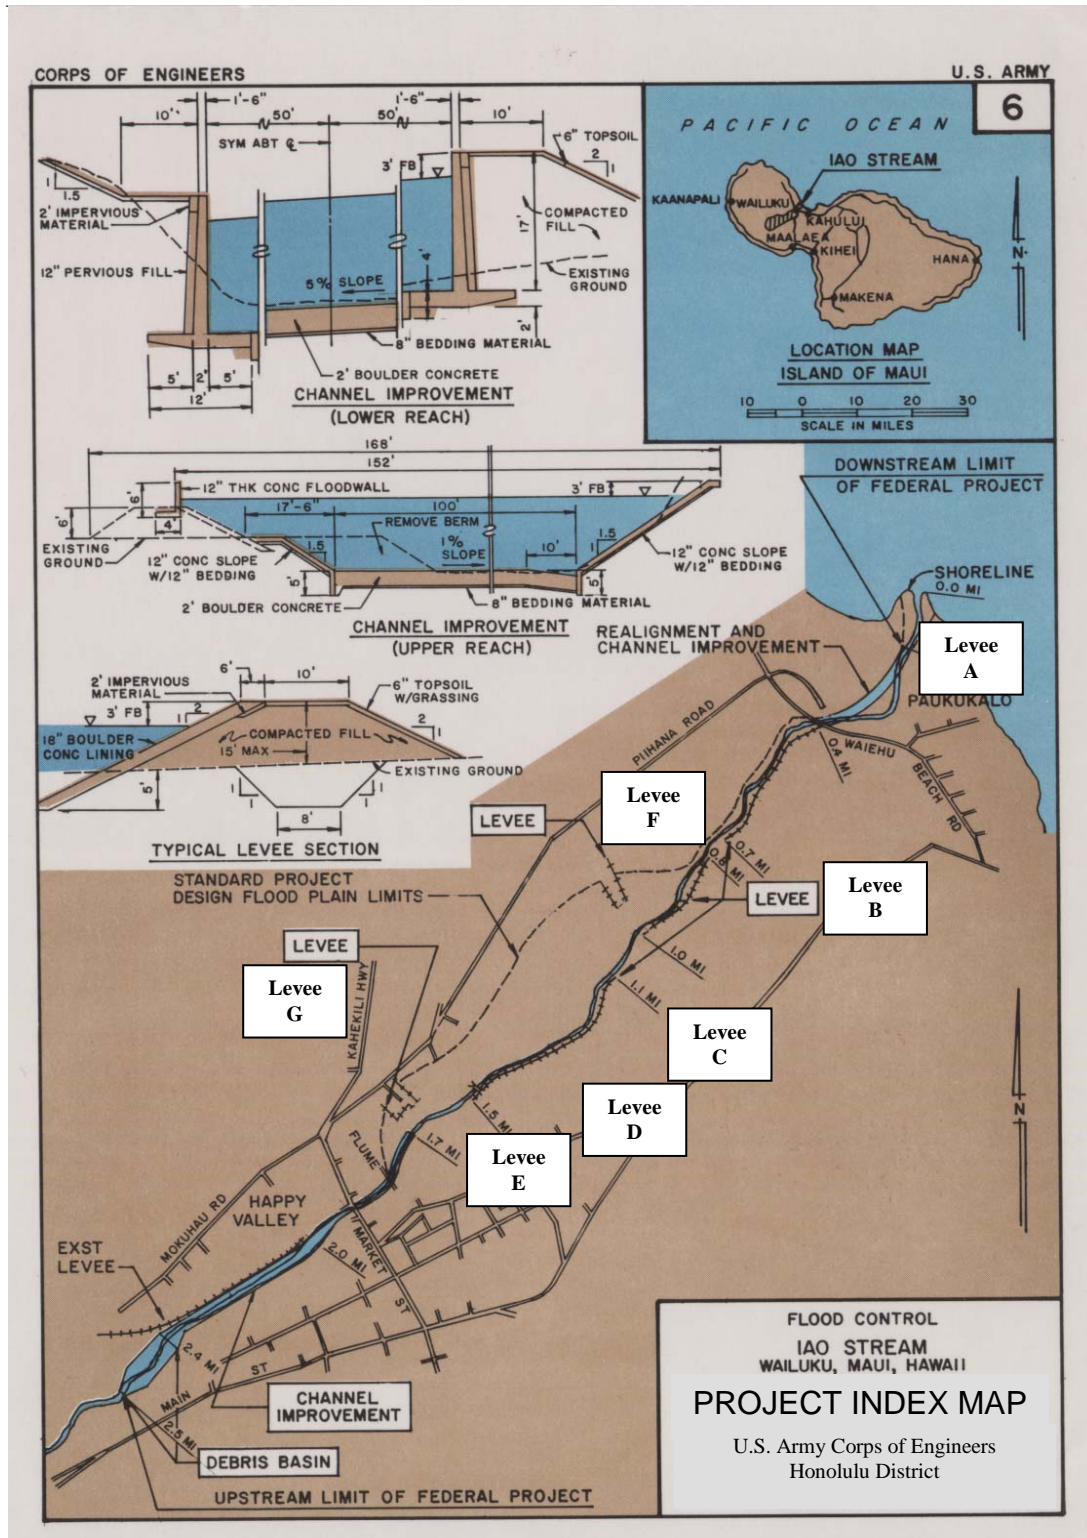 CORPS OF ENGINEERS
U.S. ARMY
6
1'-6"
1'-6"
10'
50'
50'
10'
SYM ABT ℄
6" TOPSOIL
3' FB
2
1
1
1.5
2' IMPERVIOUS
MATERIAL
12" PERVIOUS FILL
17'
COMPACTED
FILL
4'
5% SLOPE
EXISTING
GROUND
2'
8" BEDDING MATERIAL
2' BOULDER CONCRETE
5'
2'
5'
12'
CHANNEL IMPROVEMENT
(LOWER REACH)
PACIFIC OCEAN
IAO STREAM
KAANAPALI
WAILUKU
KAHULUI
MAALAEA
KIHEI
HANA
MAKENA
N
LOCATION MAP
ISLAND OF MAUI
10 0 10 20 30
SCALE IN MILES
168'
152'
12" THK CONC FLOODWALL
3' FB
6'
6'
4'
17'-6"
100'
REMOVE BERM
1%
SLOPE
10'
1.5
1
1
1.5
EXISTING
GROUND
12" CONC SLOPE
W/12" BEDDING
12" CONC SLOPE
W/12" BEDDING
5'
5'
2' BOULDER CONCRETE
8" BEDDING MATERIAL
CHANNEL IMPROVEMENT
(UPPER REACH)
6'
10'
2' IMPERVIOUS
MATERIAL
6" TOPSOIL
W/GRASSING
3' FB
2
1
2
1
18" BOULDER
CONC LINING
COMPACTED FILL
15' MAX
EXISTING GROUND
5'
1
1
1
1
8'
TYPICAL LEVEE SECTION
DOWNSTREAM LIMIT
OF FEDERAL PROJECT
SHORELINE
0.0 MI
REALIGNMENT AND
CHANNEL IMPROVEMENT
Levee
A
PAUKUKALO
PIIHANA ROAD
WAIEHU
BEACH RD
0.4 MI
Levee
F
LEVEE
0.7 MI
0.8 MI
LEVEE
Levee
B
STANDARD PROJECT
DESIGN FLOOD PLAIN LIMITS
LEVEE
Levee
G
KAHEKILI HWY
1.0 MI
1.1 MI
Levee
C
N
Levee
D
1.5 MI
1.7 MI
Levee
E
FLUME
HAPPY
VALLEY
MOKUHAU RD
EXST
LEVEE
2.0 MI
MARKET
ST
2.4 MI
MAIN
ST
2.5 MI
CHANNEL
IMPROVEMENT
DEBRIS BASIN
UPSTREAM LIMIT OF FEDERAL PROJECT
FLOOD CONTROL
IAO STREAM
WAILUKU, MAUI, HAWAII
PROJECT INDEX MAP
U.S. Army Corps of Engineers
Honolulu District